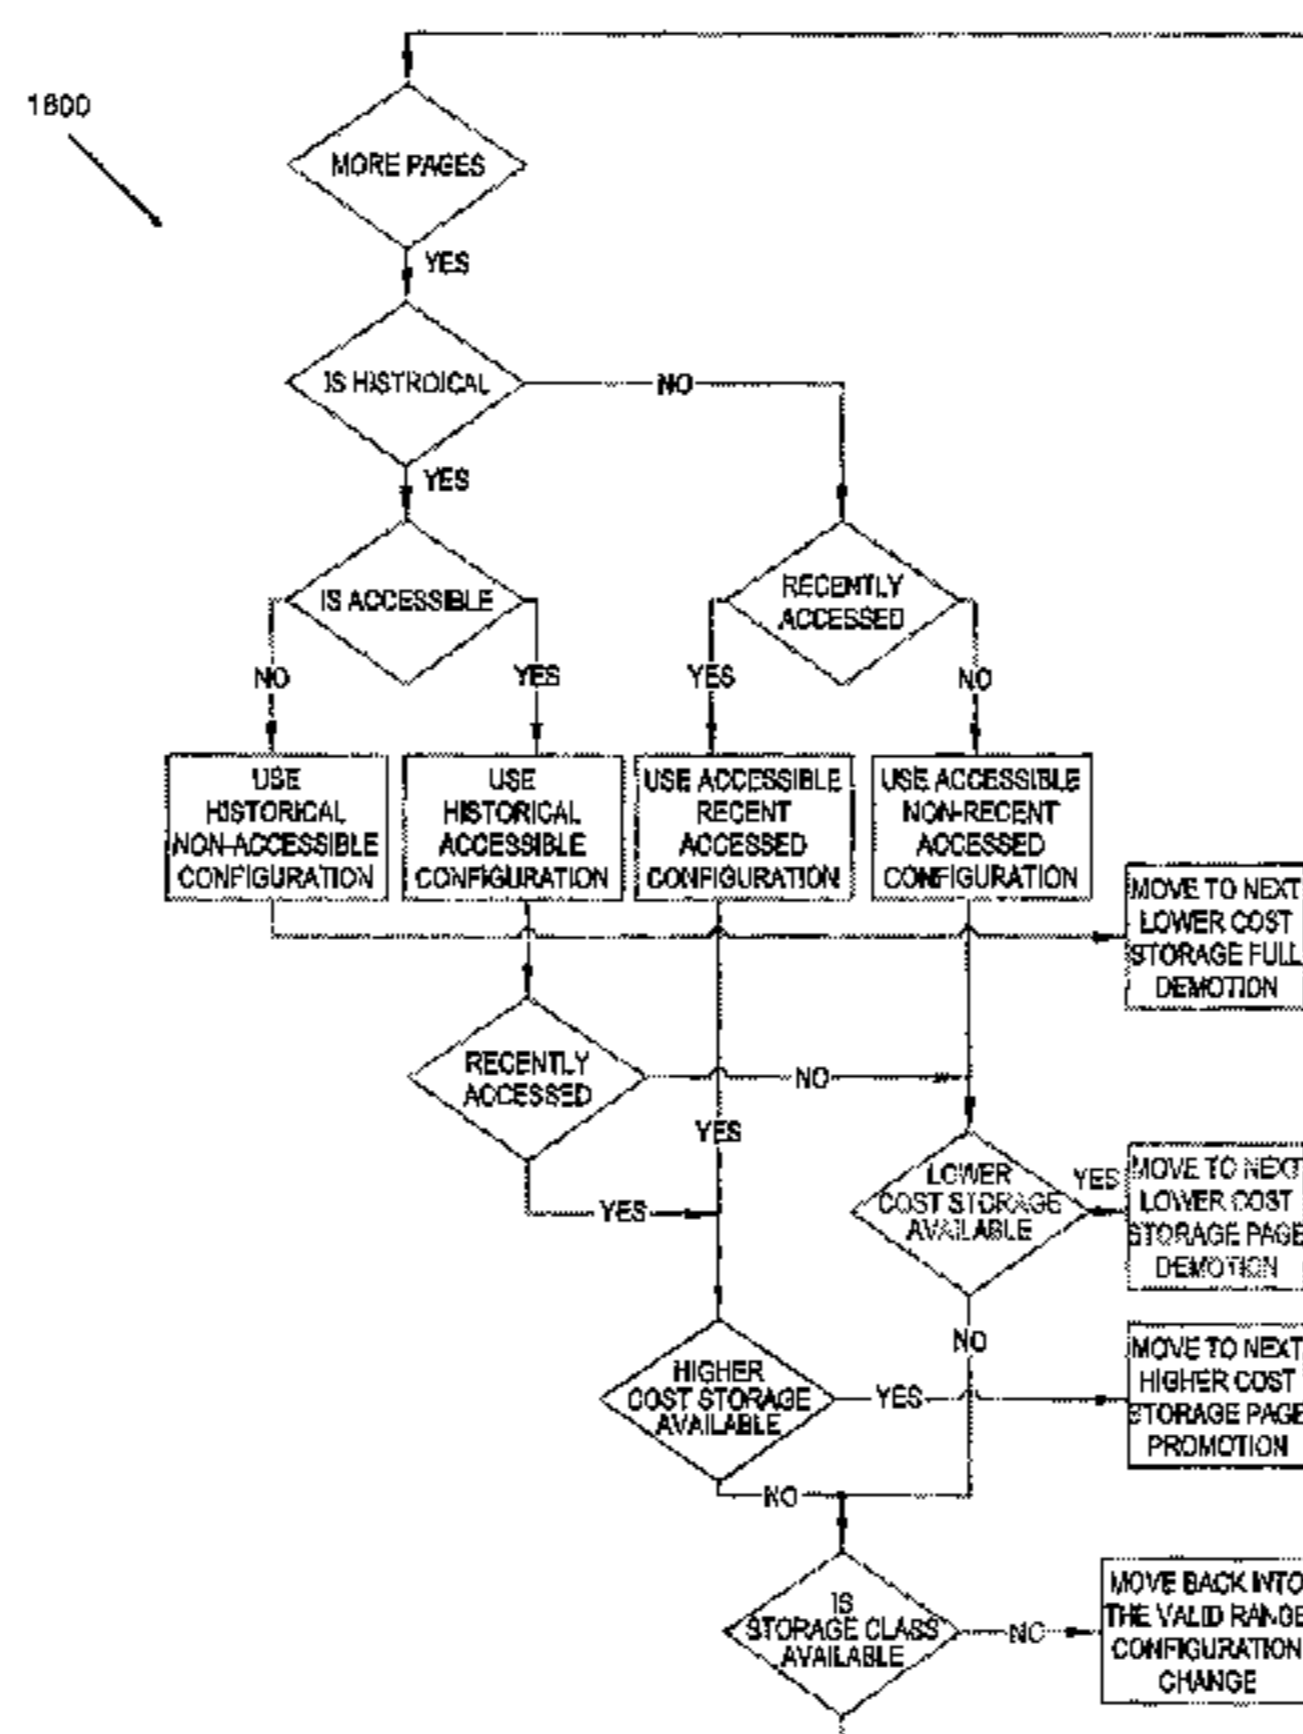 1600
MORE PAGES
YES
IS HISTROICAL
NO
YES
IS ACCESSIBLE
RECENTLY
ACCESSED
NO
YES
YES
NO
USE
HISTORICAL
NON-ACCESSIBLE
CONFIGURATION
USE
HISTORICAL
ACCESSIBLE
CONFIGURATION
USE ACCESSIBLE
RECENT
ACCESSED
CONFIGURATION
USE ACCESSIBLE
NON-RECENT
ACCESSED
CONFIGURATION
MOVE TO NEXT
LOWER COST
STORAGE FULL
DEMOTION
RECENTLY
ACCESSED
NO
YES
YES
LOWER
COST STORAGE
AVAILABLE
YES
MOVE TO NEXT
LOWER COST
STORAGE PAGE
DEMOTION
NO
HIGHER
COST STORAGE
AVAILABLE
YES
MOVE TO NEXT
HIGHER COST
STORAGE PAGE
PROMOTION
NO
IS
STORAGE CLASS
AVAILABLE
NO
MOVE BACK INTO
THE VALID RANGE
CONFIGURATION
CHANGE